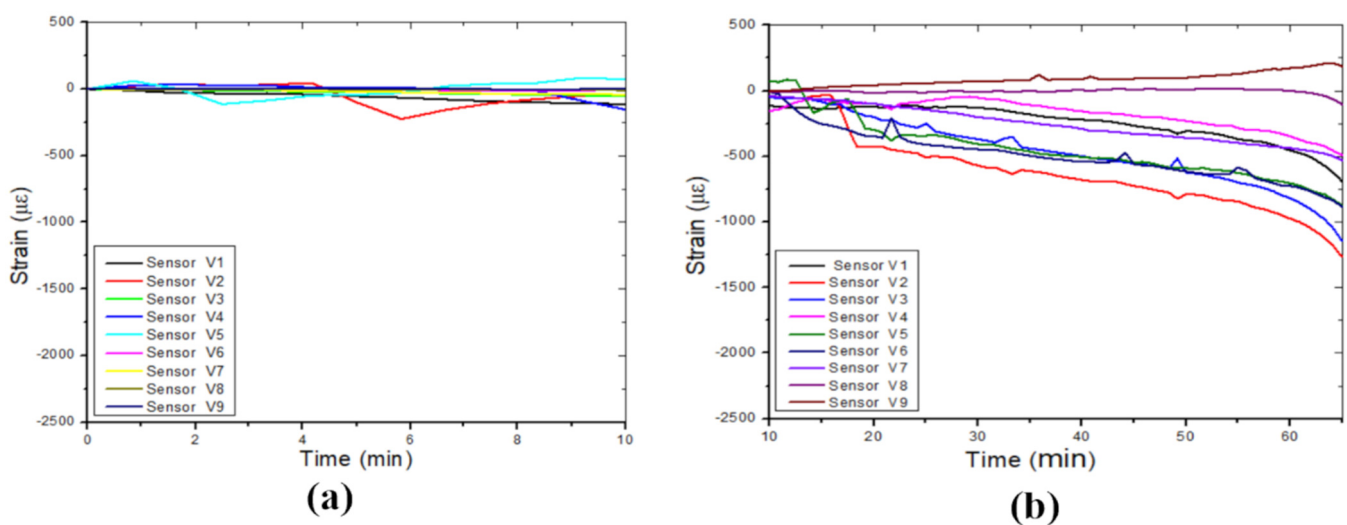 500
0
-500
-1000
-1500
-2000
-2500
Strain (με)
Sensor V1
Sensor V2
Sensor V3
Sensor V4
Sensor V5
Sensor V6
Sensor V7
Sensor V8
Sensor V9
0 2 4 6 8 10
Time (min)
(a)
500
0
-500
-1000
-1500
-2000
-2500
Strain (με)
Sensor V1
Sensor V2
Sensor V3
Sensor V4
Sensor V5
Sensor V6
Sensor V7
Sensor V8
Sensor V9
10 20 30 40 50 60
Time (min)
(b)